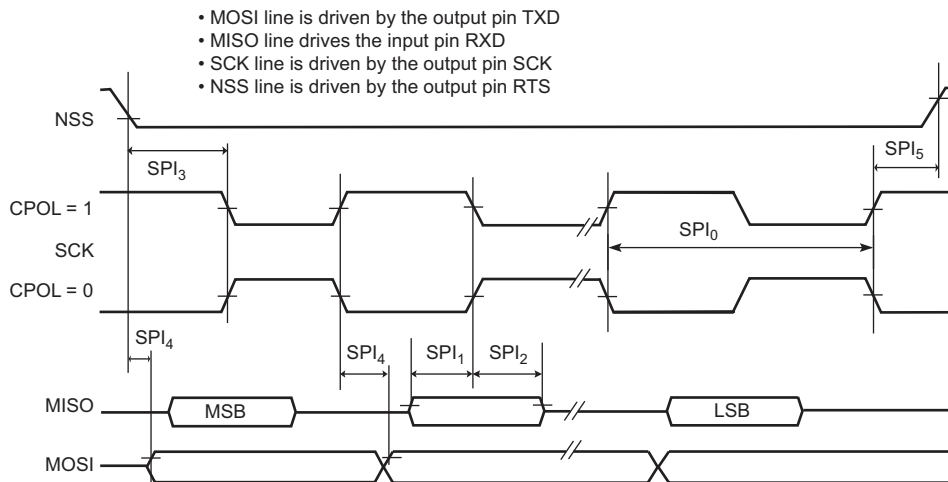 • MOSI line is driven by the output pin TXD
• MISO line drives the input pin RXD
• SCK line is driven by the output pin SCK
• NSS line is driven by the output pin RTS
NSS
SPI3
SPI5
CPOL = 1
SCK
SPI0
CPOL = 0
SPI4
SPI4
SPI1
SPI2
MISO
MSB
LSB
MOSI